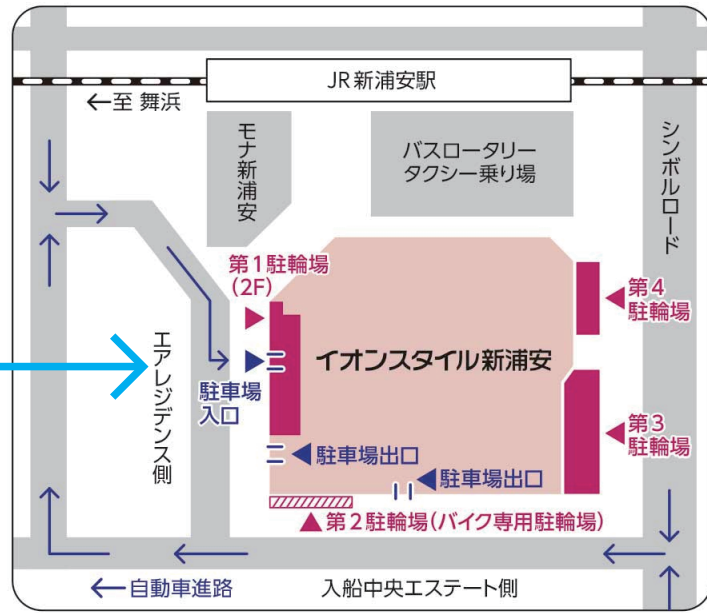 JR新浦安駅
←至 舞浜
モナ新浦安
バスロータリー
タクシー乗り場
シンボルロード
第1駐輪場
(2F)
第4
駐輪場
エアレジデンス側
イオンスタイル新浦安
駐車場
入口
第3
駐輪場
駐車場出口
駐車場出口
第2駐輪場(バイク専用駐輪場)
←自動車進路
入船中央エステート側